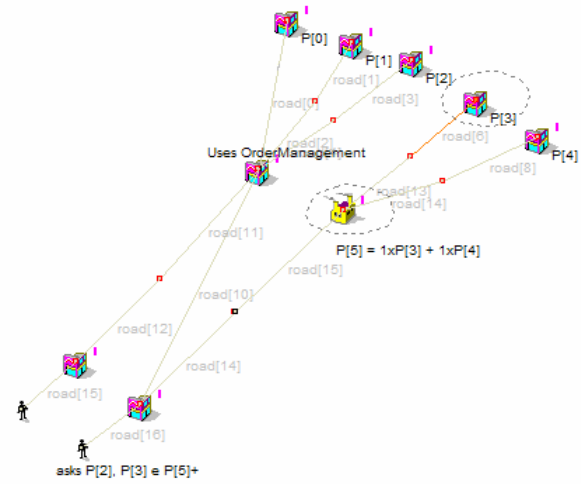 P[0]
P[1]
road[1]
P[2]
road[3]
P[3]
road[2]
road[6]
P[4]
Uses OrderManagement
road[8]
road[13]
road[14]
road[11]
P[5] = 1xP[3] + 1xP[4]
road[15]
road[10]
road[12]
road[14]
road[15]
road[16]
asks P[2], P[3] e P[5]+